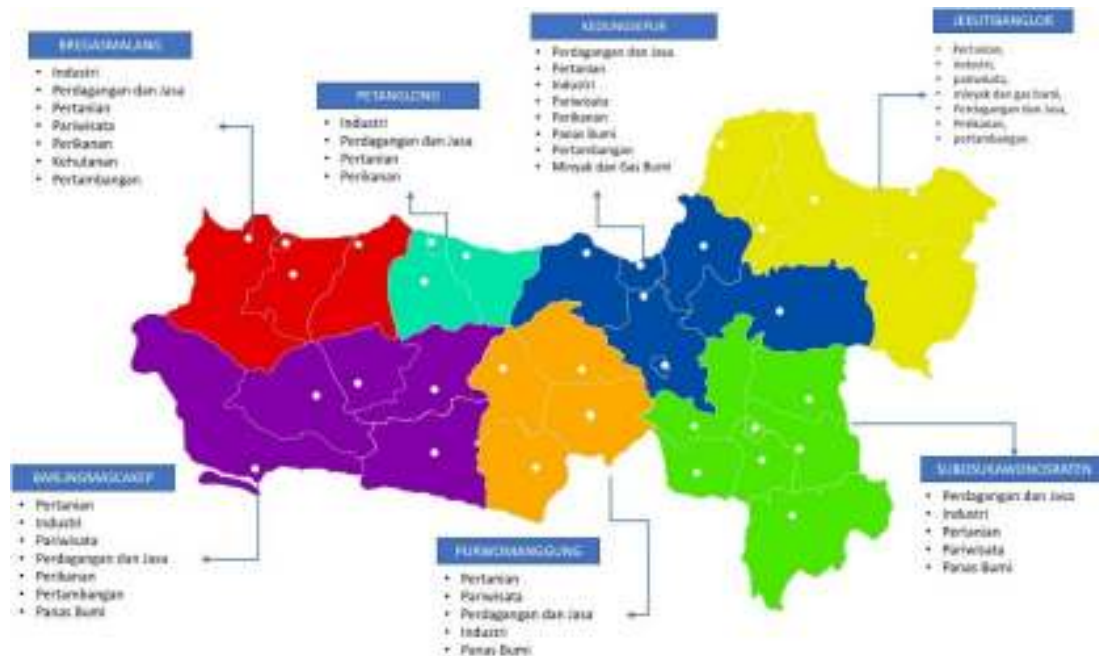 BREGASMALANG
• Industri
• Perdagangan dan Jasa
• Pertanian
• Pariwisata
• Perikanan
• Kehutanan
• Pertambangan
PETANGLONG
• Industri
• Perdagangan dan Jasa
• Pertanian
• Perikanan
KEDUNGSEPUR
• Perdagangan dan Jasa
• Pertanian
• Industri
• Pariwisata
• Perikanan
• Panas Bumi
• Pertambangan
• Minyak dan Gas Bumi
JEKUTIBANGLOR
• Pertanian,
• industri,
• pariwisata,
• minyak dan gas bumi,
• Perdagangan dan Jasa,
• Perikanan,
• pertambangan
BARLINGMASCAKEP
• Pertanian
• Industri
• Pariwisata
• Perdagangan dan Jasa
• Perikanan
• Pertambangan
• Panas Bumi
PURWOMANGGUNG
• Pertanian
• Pariwisata
• Perdagangan dan Jasa
• Industri
• Panas Bumi
SUBOSUKAWONOSRATEN
• Perdagangan dan Jasa
• Industri
• Pertanian
• Pariwisata
• Panas Bumi